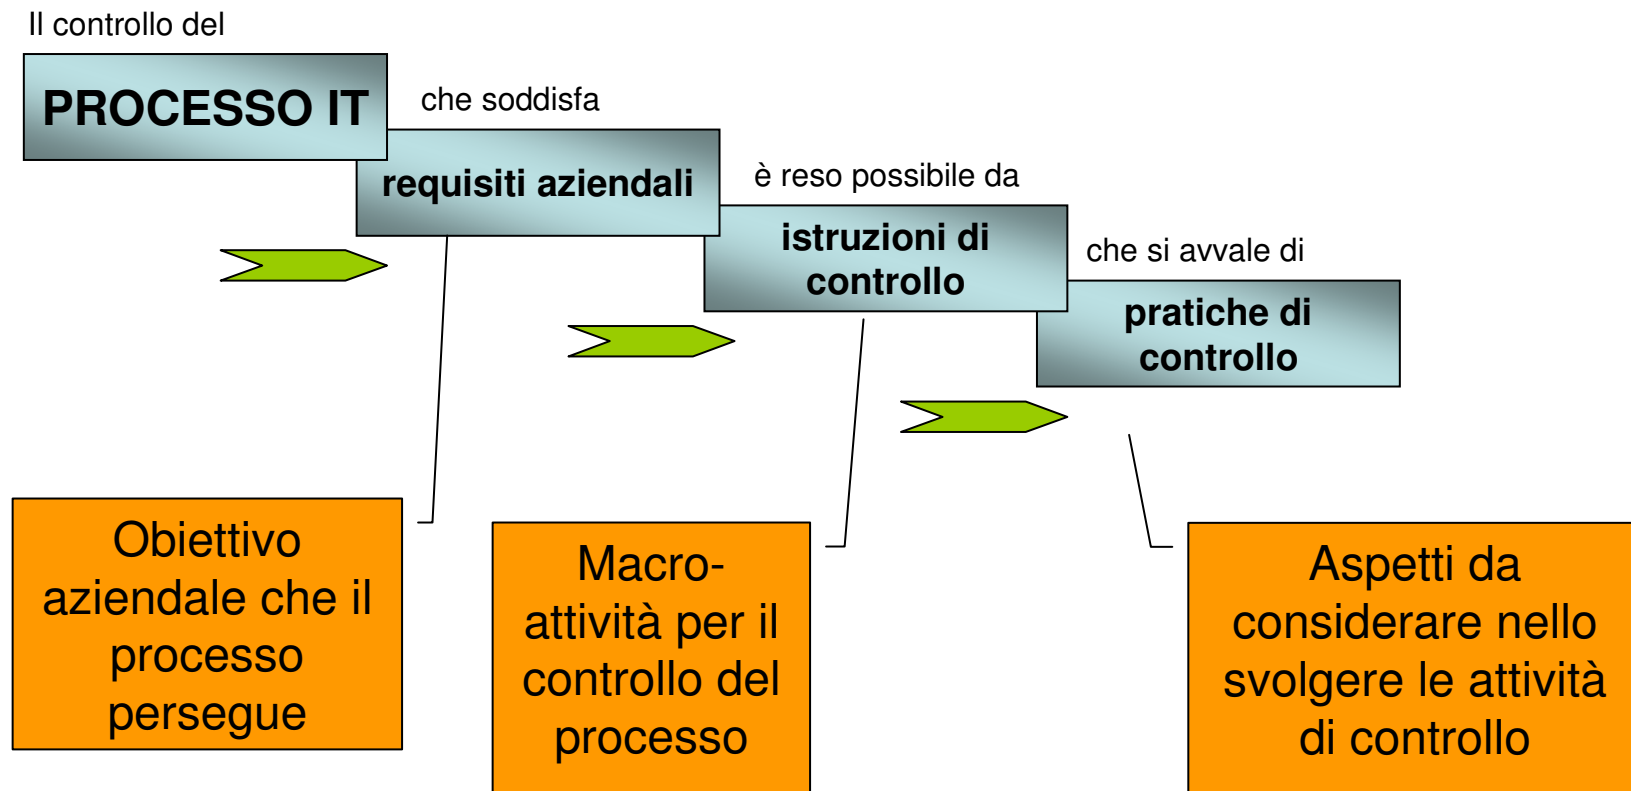 Il controllo del
PROCESSO IT
che soddisfa
requisiti aziendali
è reso possibile da
istruzioni di
controllo
che si avvale di
pratiche di
controllo
Obiettivo
aziendale che il
processo
persegue
Macro-
attività per il
controllo del
processo
Aspetti da
considerare nello
svolgere le attività
di controllo